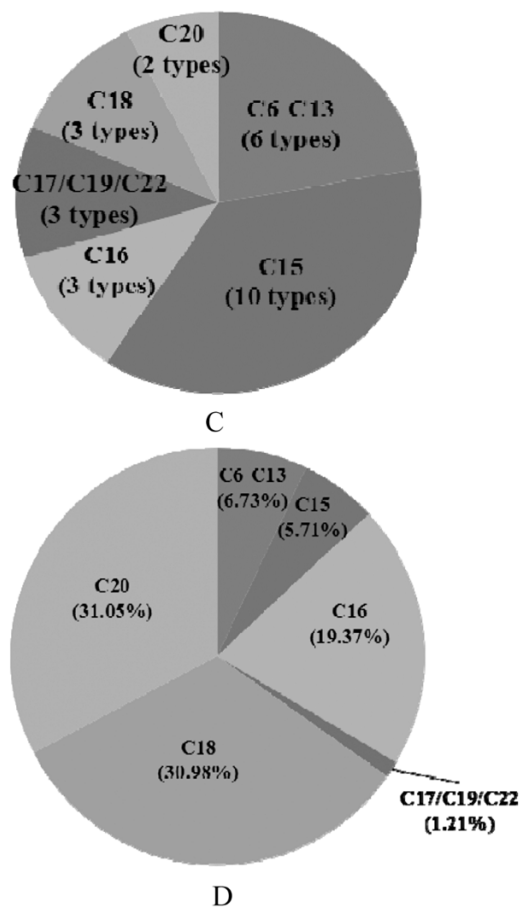 C20
(2 types)
C18
(3 types)
C6 C13
(6 types)
C17/C19/C22
(3 types)
C16
(3 types)
C15
(10 types)
C
C6 C13
(6.73%)
C15
(5.71%)
C20
(31.05%)
C16
(19.37%)
C18
(30.98%)
C17/C19/C22
(1.21%)
D